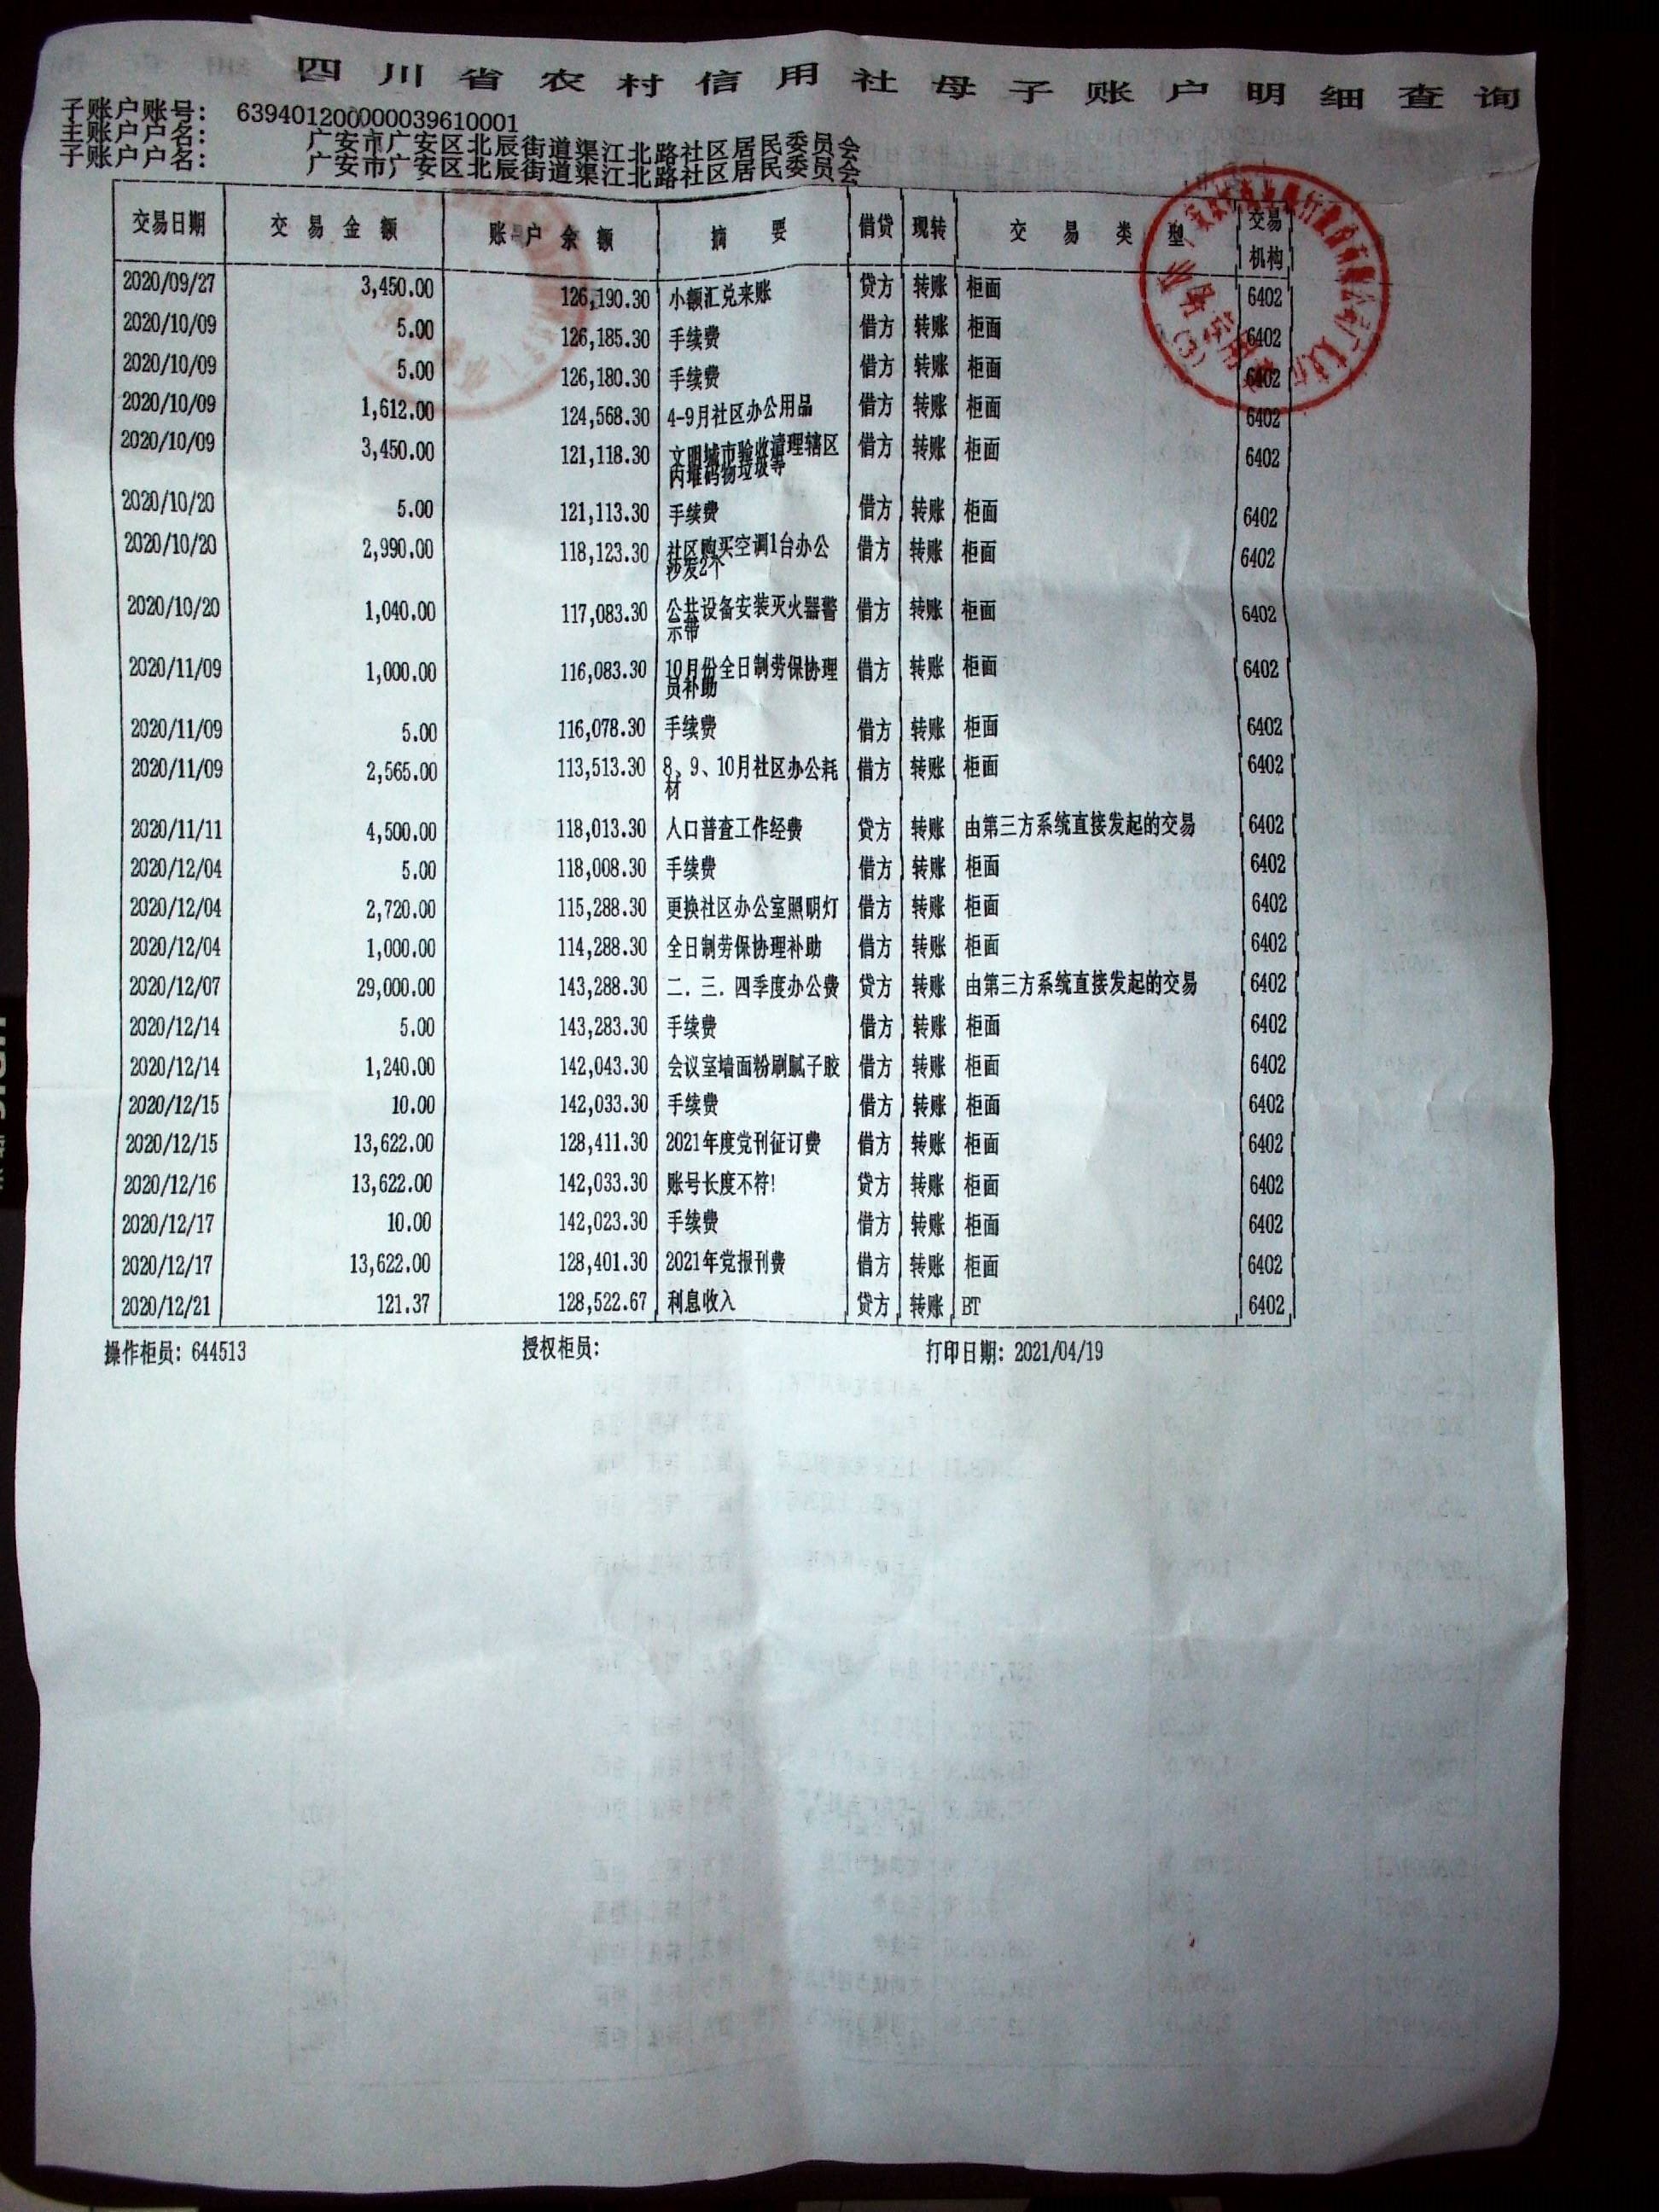 四川省农村信用社母子账户明细查询
子账户账号： 639401200000039610001
主账户户名： 广安市广安区北辰街道渠江北路社区居民委员会
子账户户名： 广安市广安区北辰街道渠江北路社区居民委员会
交易日期 交易金额 账户余额 摘要 借贷 现转 交易类型 交易机构
2020/09/27 3,450.00 126,190.30 小额汇兑来账 贷方 转账 柜面 6402
2020/10/09 5.00 126,185.30 手续费 借方 转账 柜面 6402
2020/10/09 5.00 126,180.30 手续费 借方 转账 柜面 6402
2020/10/09 1,612.00 124,568.30 4-9月社区办公用品 借方 转账 柜面 6402
2020/10/09 3,450.00 121,118.30 文明城市验收清理辖区 借方 转账 柜面 6402
内堆码物垃圾等
2020/10/20 5.00 121,113.30 手续费 借方 转账 柜面 6402
2020/10/20 2,990.00 118,123.30 社区购买空调1台办公 借方 转账 柜面 6402
沙发2个
2020/10/20 1,040.00 117,083.30 公共设备安装灭火器警 借方 转账 柜面 6402
示带
2020/11/09 1,000.00 116,083.30 10月份全日制劳保协理 借方 转账 柜面 6402
员补助
2020/11/09 5.00 116,078.30 手续费 借方 转账 柜面 6402
2020/11/09 2,565.00 113,513.30 8、9、10月社区办公耗 借方 转账 柜面 6402
材
2020/11/11 4,500.00 118,013.30 人口普查工作经费 贷方 转账 由第三方系统直接发起的交易 6402
2020/12/04 5.00 118,008.30 手续费 借方 转账 柜面 6402
2020/12/04 2,720.00 115,288.30 更换社区办公室照明灯 借方 转账 柜面 6402
2020/12/04 1,000.00 114,288.30 全日制劳保协理补助 借方 转账 柜面 6402
2020/12/07 29,000.00 143,288.30 二．三．四季度办公费 贷方 转账 由第三方系统直接发起的交易 6402
2020/12/14 5.00 143,283.30 手续费 借方 转账 柜面 6402
2020/12/14 1,240.00 142,043.30 会议室墙面粉刷腻子胶 借方 转账 柜面 6402
2020/12/15 10.00 142,033.30 手续费 借方 转账 柜面 6402
2020/12/15 13,622.00 128,411.30 2021年度党刊征订费 借方 转账 柜面 6402
2020/12/16 13,622.00 142,033.30 账号长度不符! 贷方 转账 柜面 6402
2020/12/17 10.00 142,023.30 手续费 借方 转账 柜面 6402
2020/12/17 13,622.00 128,401.30 2021年党报刊费 借方 转账 柜面 6402
2020/12/21 121.37 128,522.67 利息收入 贷方 转账 BT 6402
操作柜员: 644513 授权柜员: 打印日期: 2021/04/19
业务专用章
(3)